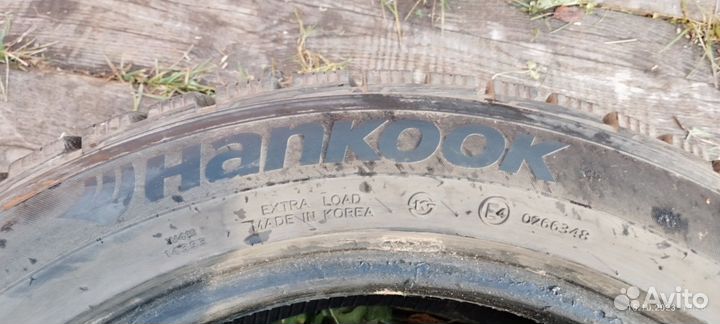 Hankook
EXTRA LOAD
MADE IN KOREA
E4 0266348
Avito